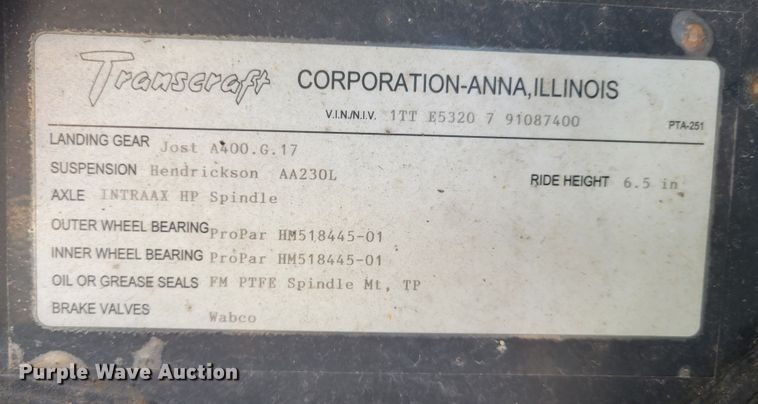 Transcraft CORPORATION-ANNA, ILLINOIS
V.I.N./N.I.V. 1TT E5320 7 91087400
PTA-251
LANDING GEAR Jost A400.G.17
SUSPENSION Hendrickson AA230L RIDE HEIGHT 6.5 in
AXLE INTRAAX HP Spindle
OUTER WHEEL BEARING ProPar HM518445-01
INNER WHEEL BEARING ProPar HM518445-01
OIL OR GREASE SEALS FM PTFE Spindle Mt, TP
BRAKE VALVES Wabco
Purple Wave Auction